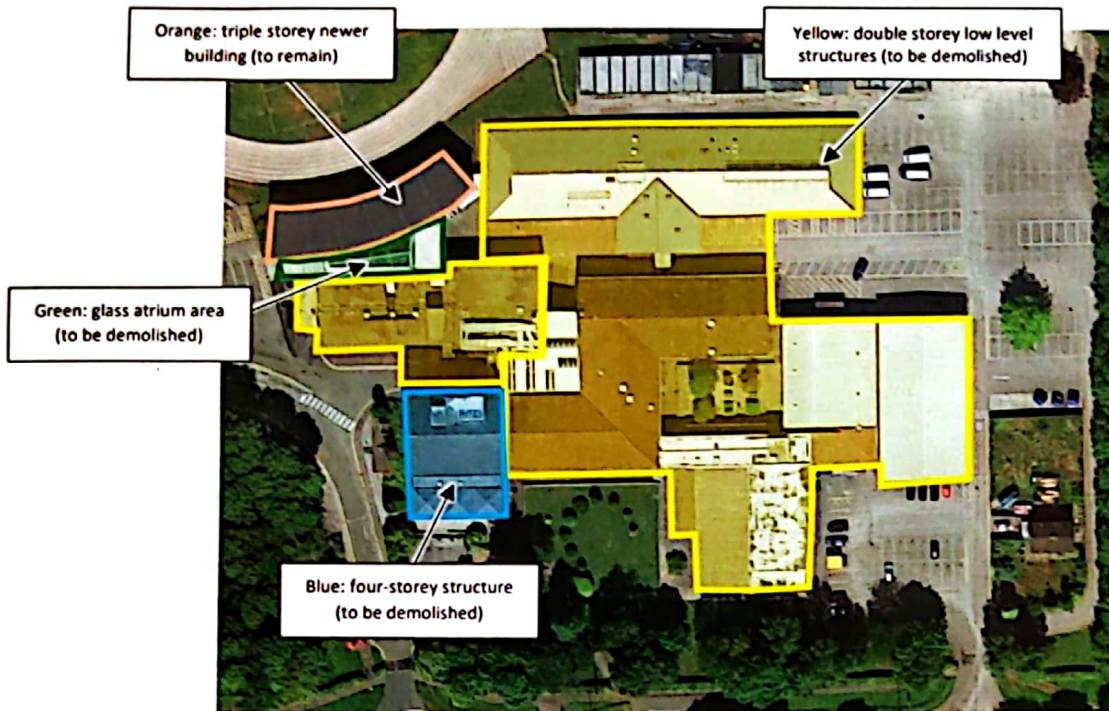 Orange: triple storey newer
building (to remain)
Yellow: double storey low level
structures (to be demolished)
Green: glass atrium area
(to be demolished)
Blue: four-storey structure
(to be demolished)